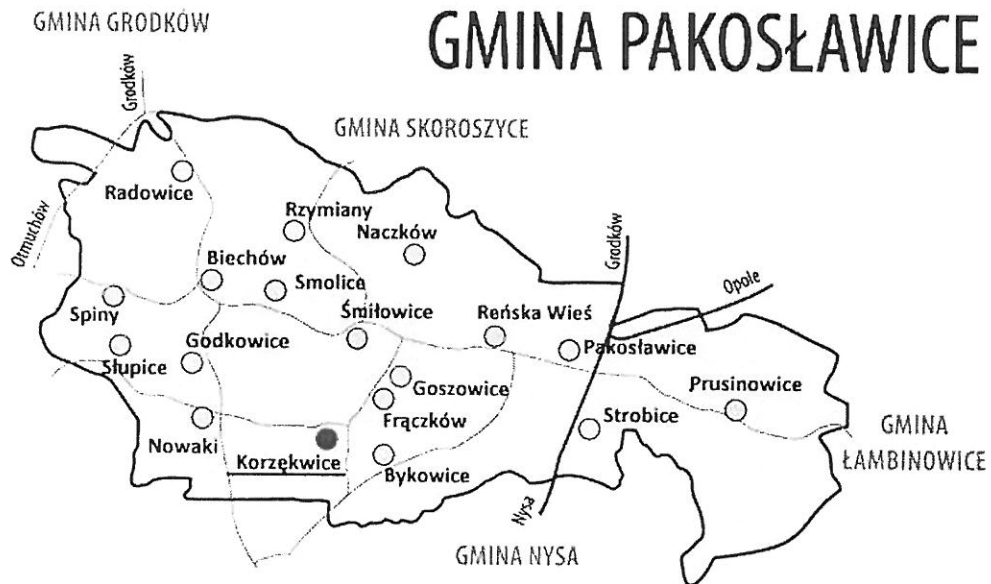 GMINA PAKOSŁAWICE
GMINA GRODKÓW
Grodków
GMINA SKOROSZYCE
Radowice
Otmuchów
Rzymiany
Naczków
Grodków
Biechów
Smolice
Opole
Spiny
Śmiłowice
Reńska Wieś
Godkowice
Pakosławice
Słupice
Goszowice
Prusinowice
Frączków
Strobice
Nowaki
GMINA
ŁAMBINOWICE
Korzękwice
Bykowice
Nysa
GMINA NYSA